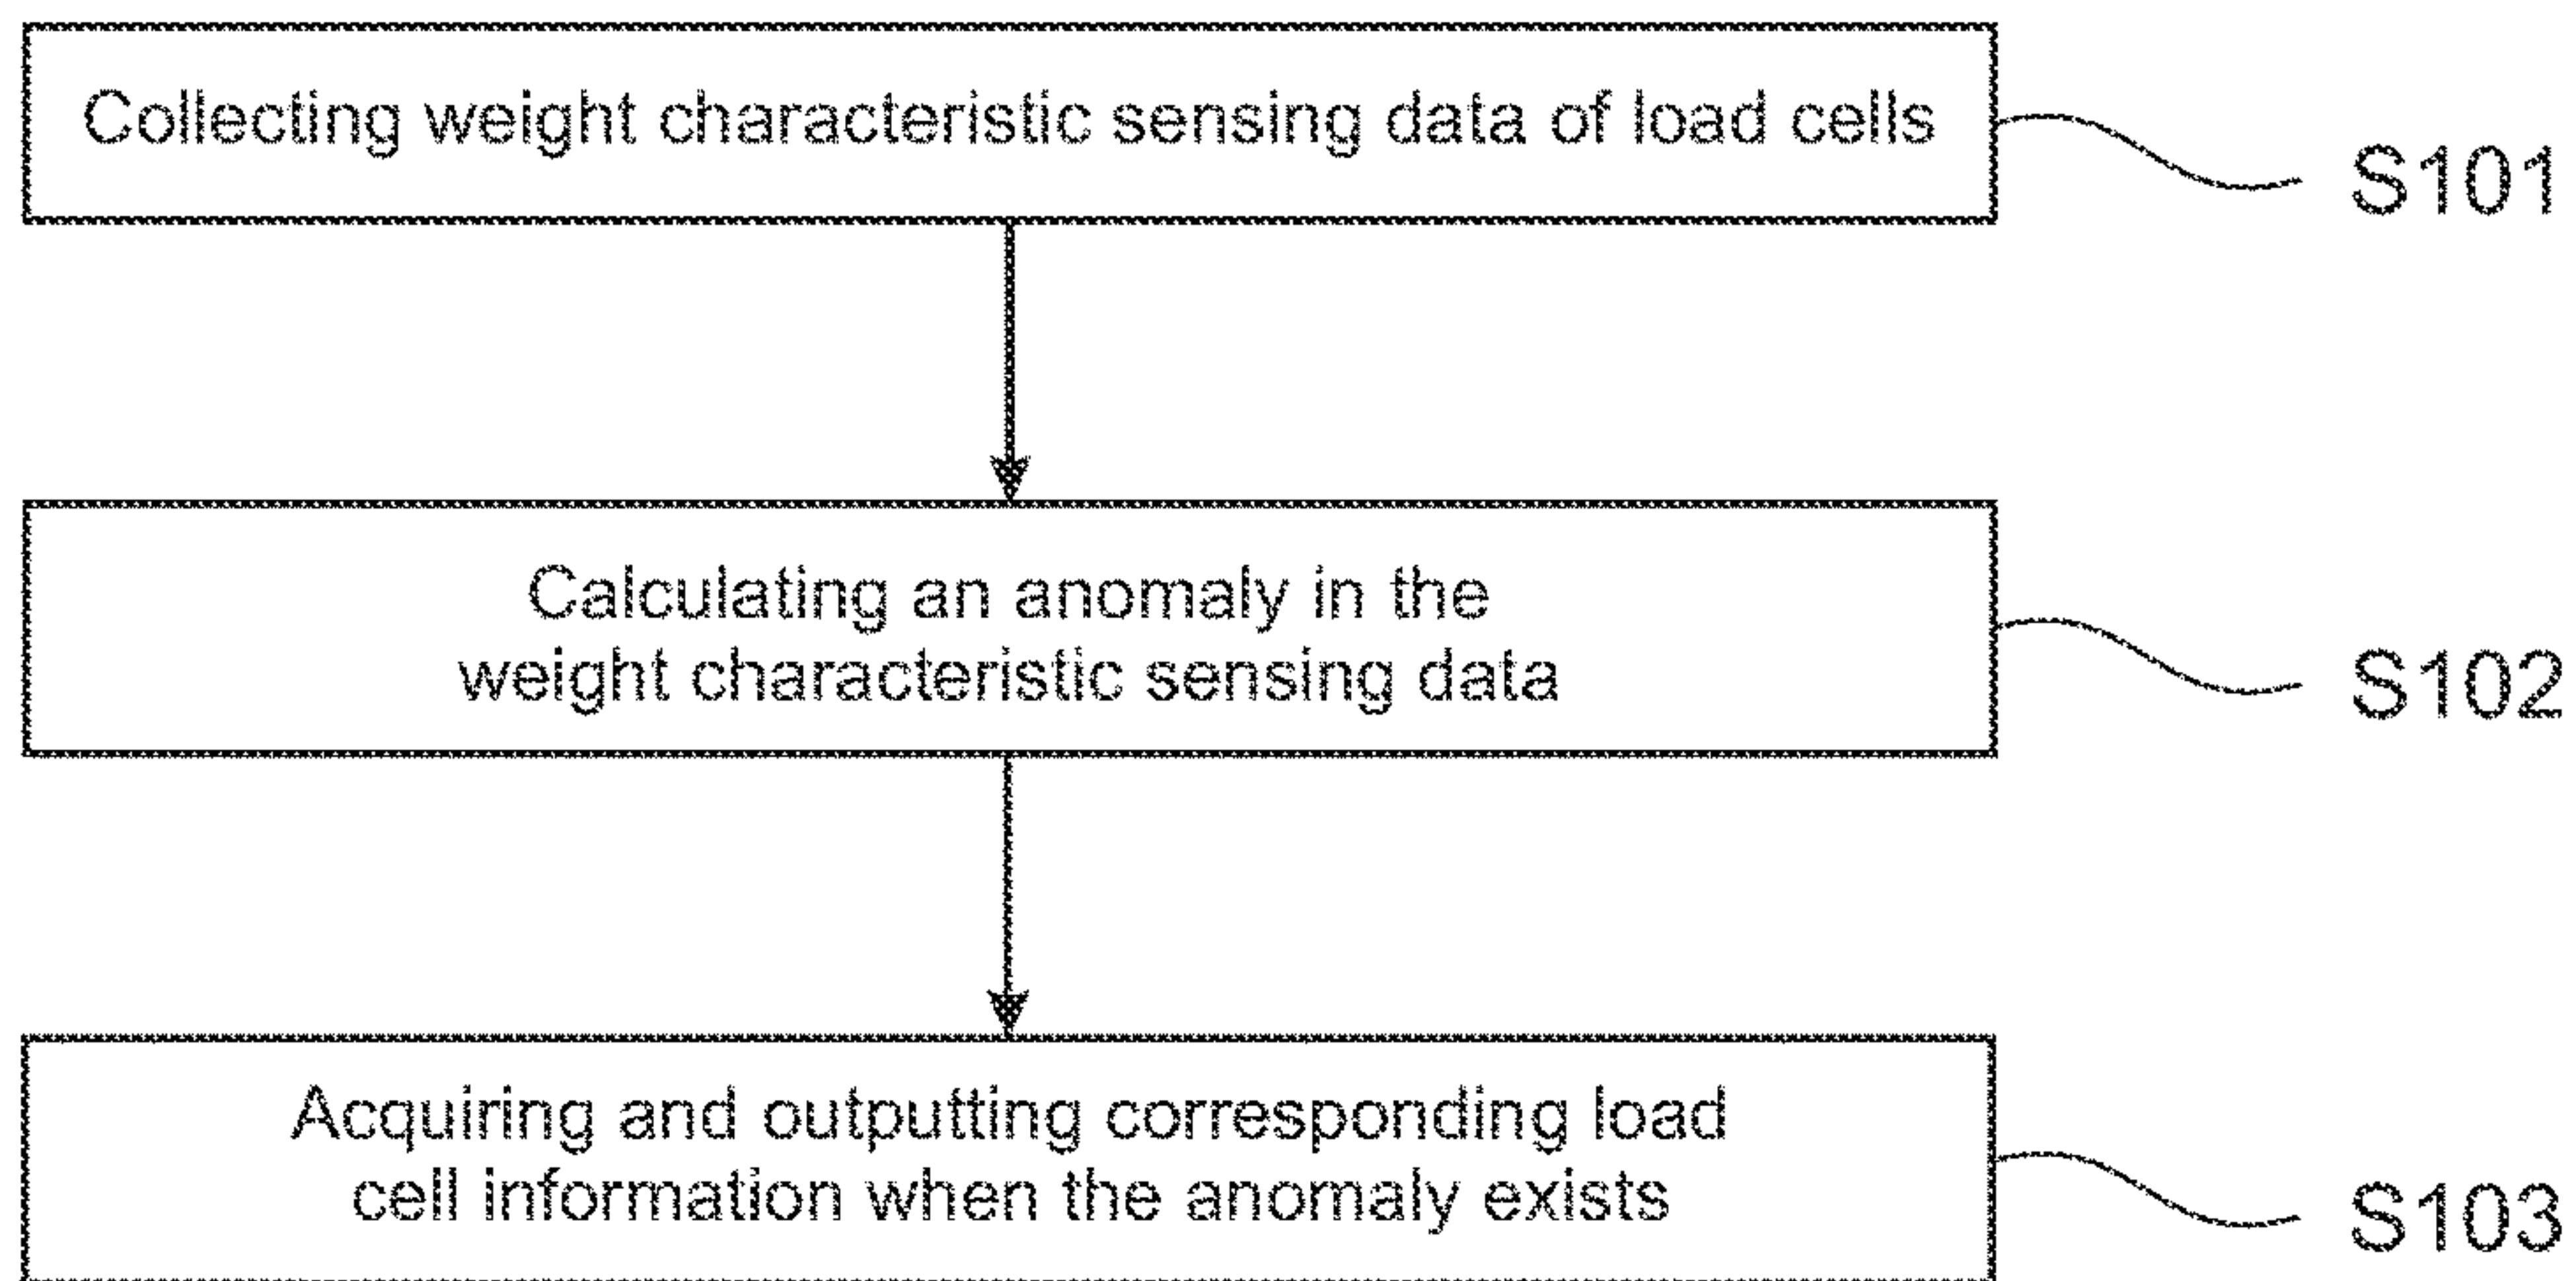 Collecting weight characteristic sensing data of load cells
S101
Calculating an anomaly in the
weight characteristic sensing data
S102
Acquiring and outputting corresponding load
cell information when the anomaly exists
S103